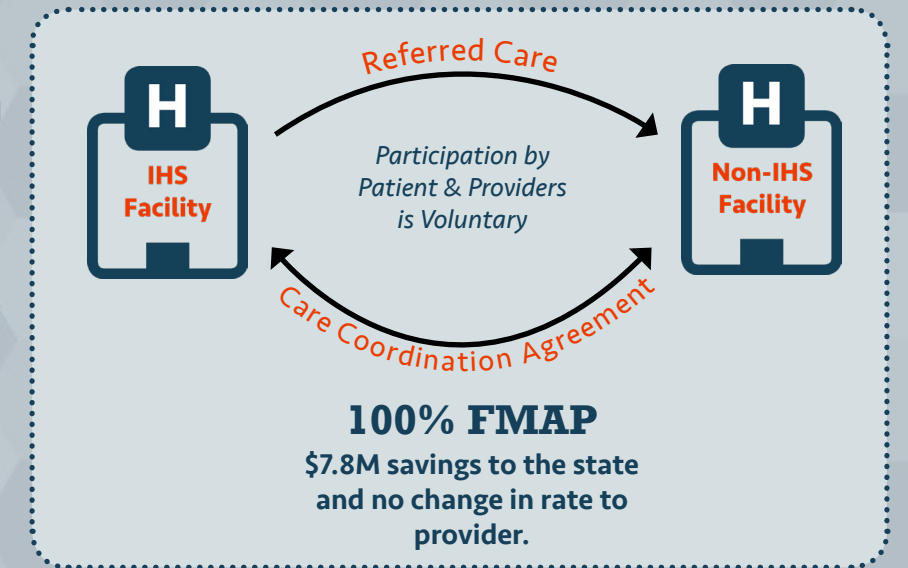 Referred Care
H
IHS
Facility
Participation by
Patient & Providers
is Voluntary
H
Non-IHS
Facility
Care Coordination Agreement
100% FMAP
$7.8M savings to the state
and no change in rate to
provider.